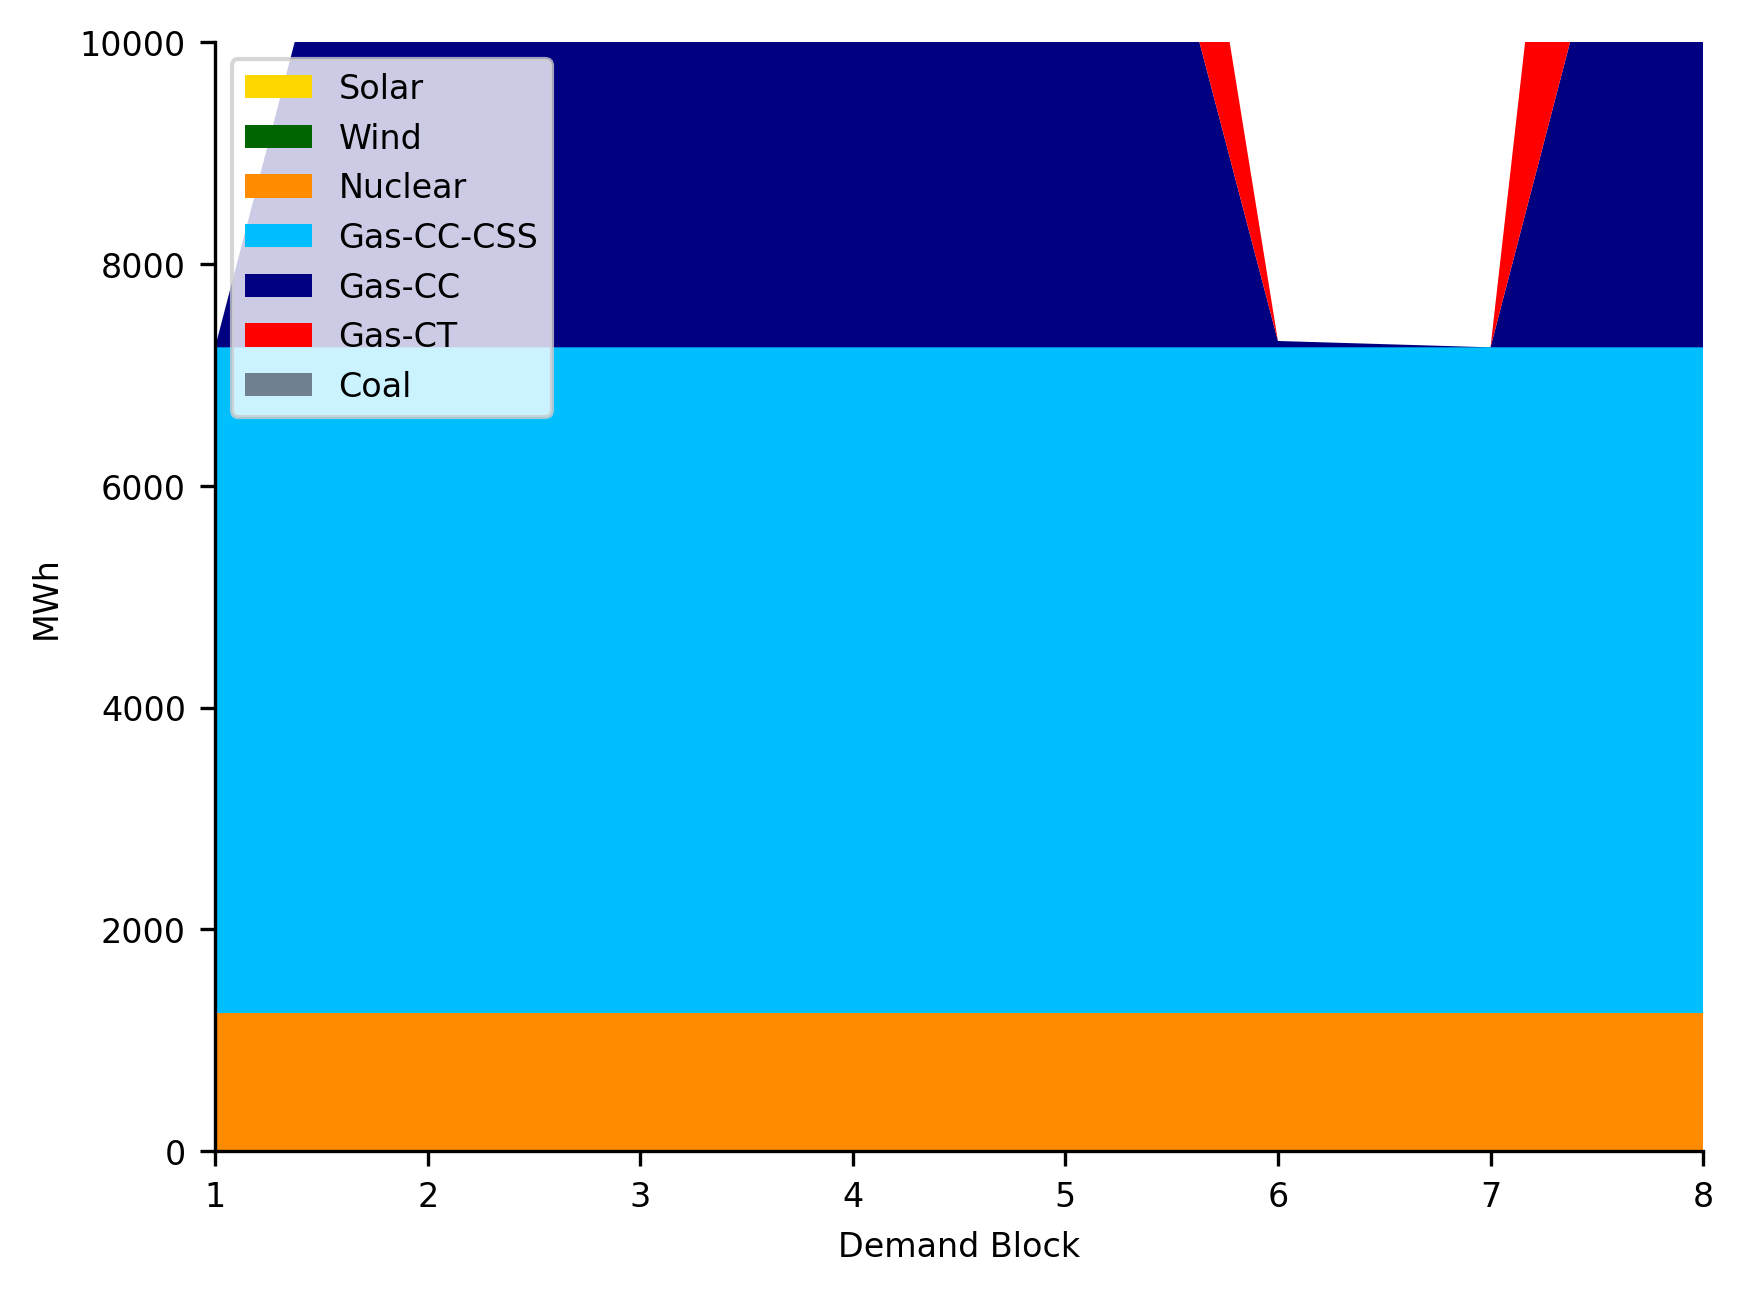 10000
8000
6000
4000
2000
0
MWh
Solar
Wind
Nuclear
Gas-CC-CSS
Gas-CC
Gas-CT
Coal
1 2 3 4 5 6 7 8
Demand Block